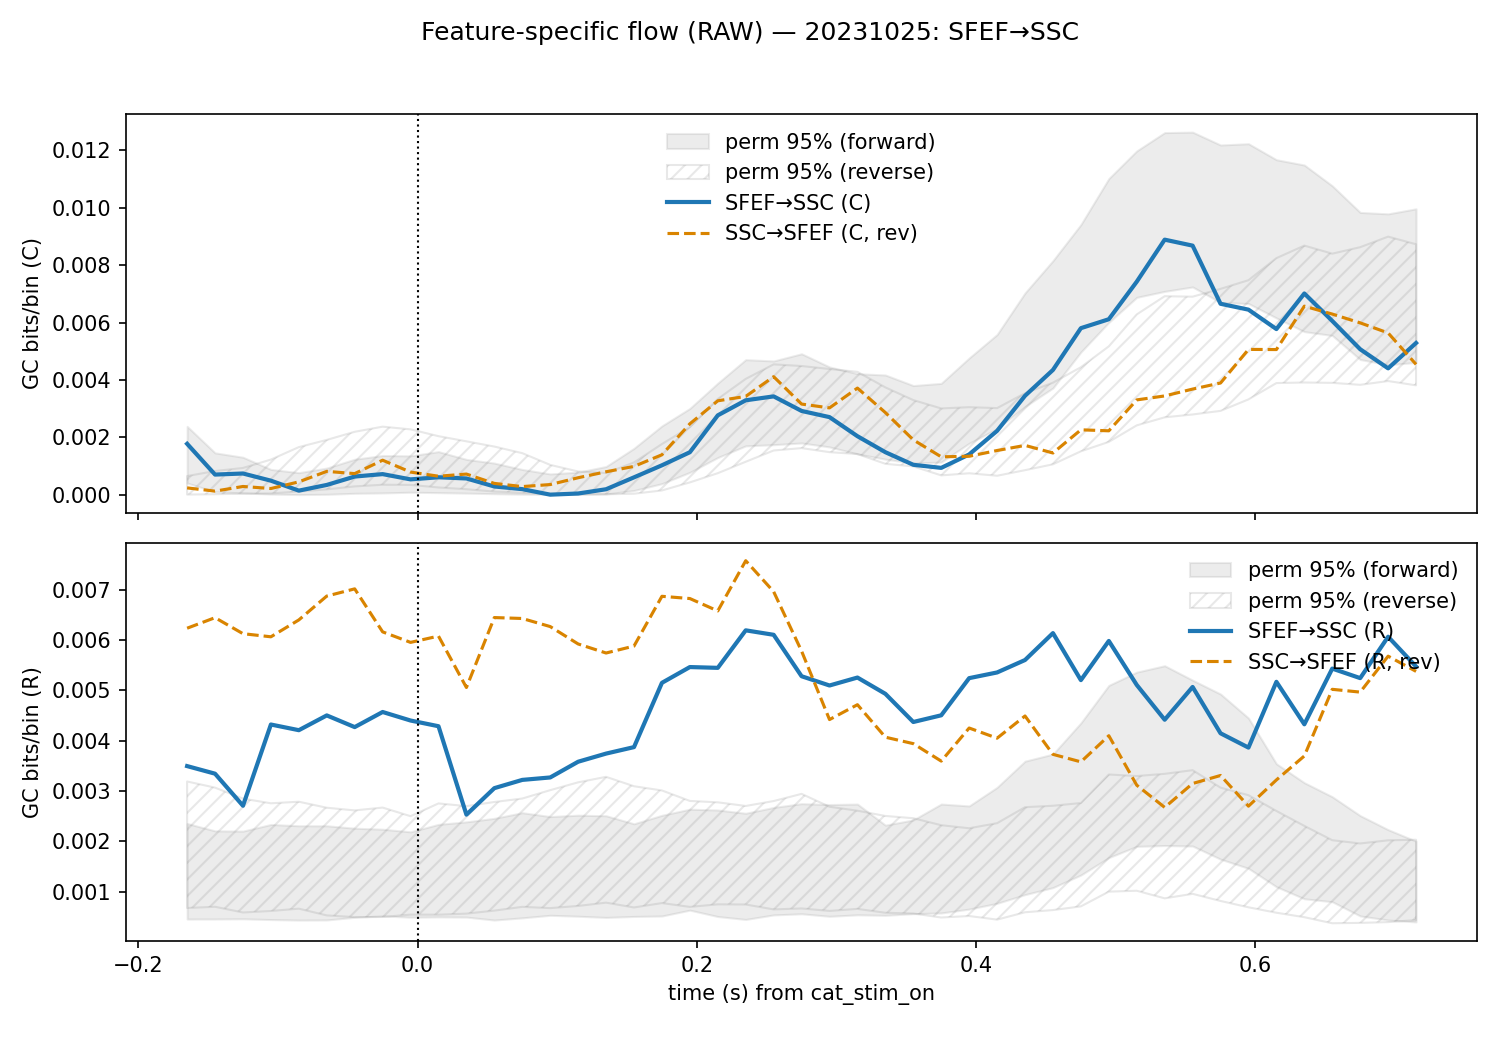 Feature-specific flow (RAW) — 20231025: SFEF→SSC
GC bits/bin (C)
0.012
0.010
0.008
0.006
0.004
0.002
0.000
perm 95% (forward)
perm 95% (reverse)
SFEF→SSC (C)
SSC→SFEF (C, rev)
GC bits/bin (R)
0.007
0.006
0.005
0.004
0.003
0.002
0.001
perm 95% (forward)
perm 95% (reverse)
SFEF→SSC (R)
SSC→SFEF (R, rev)
−0.2
0.0
0.2
0.4
0.6
time (s) from cat_stim_on